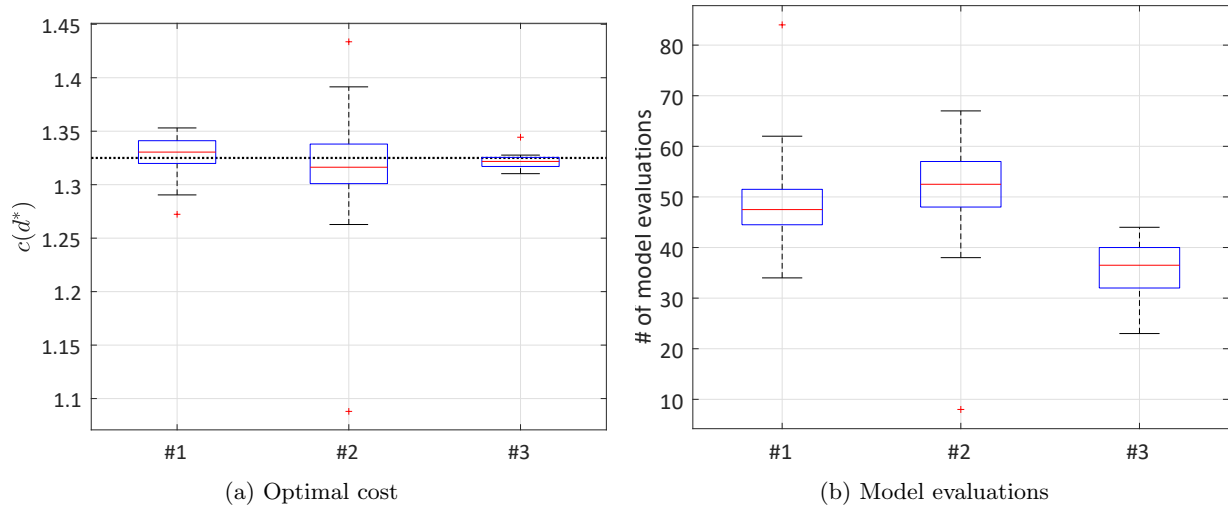 1.45
1.4
1.35
1.3
1.25
1.2
1.15
1.1
c(d*)
#1 #2 #3
(a) Optimal cost
80
70
60
50
40
30
20
10
# of model evaluations
#1 #2 #3
(b) Model evaluations